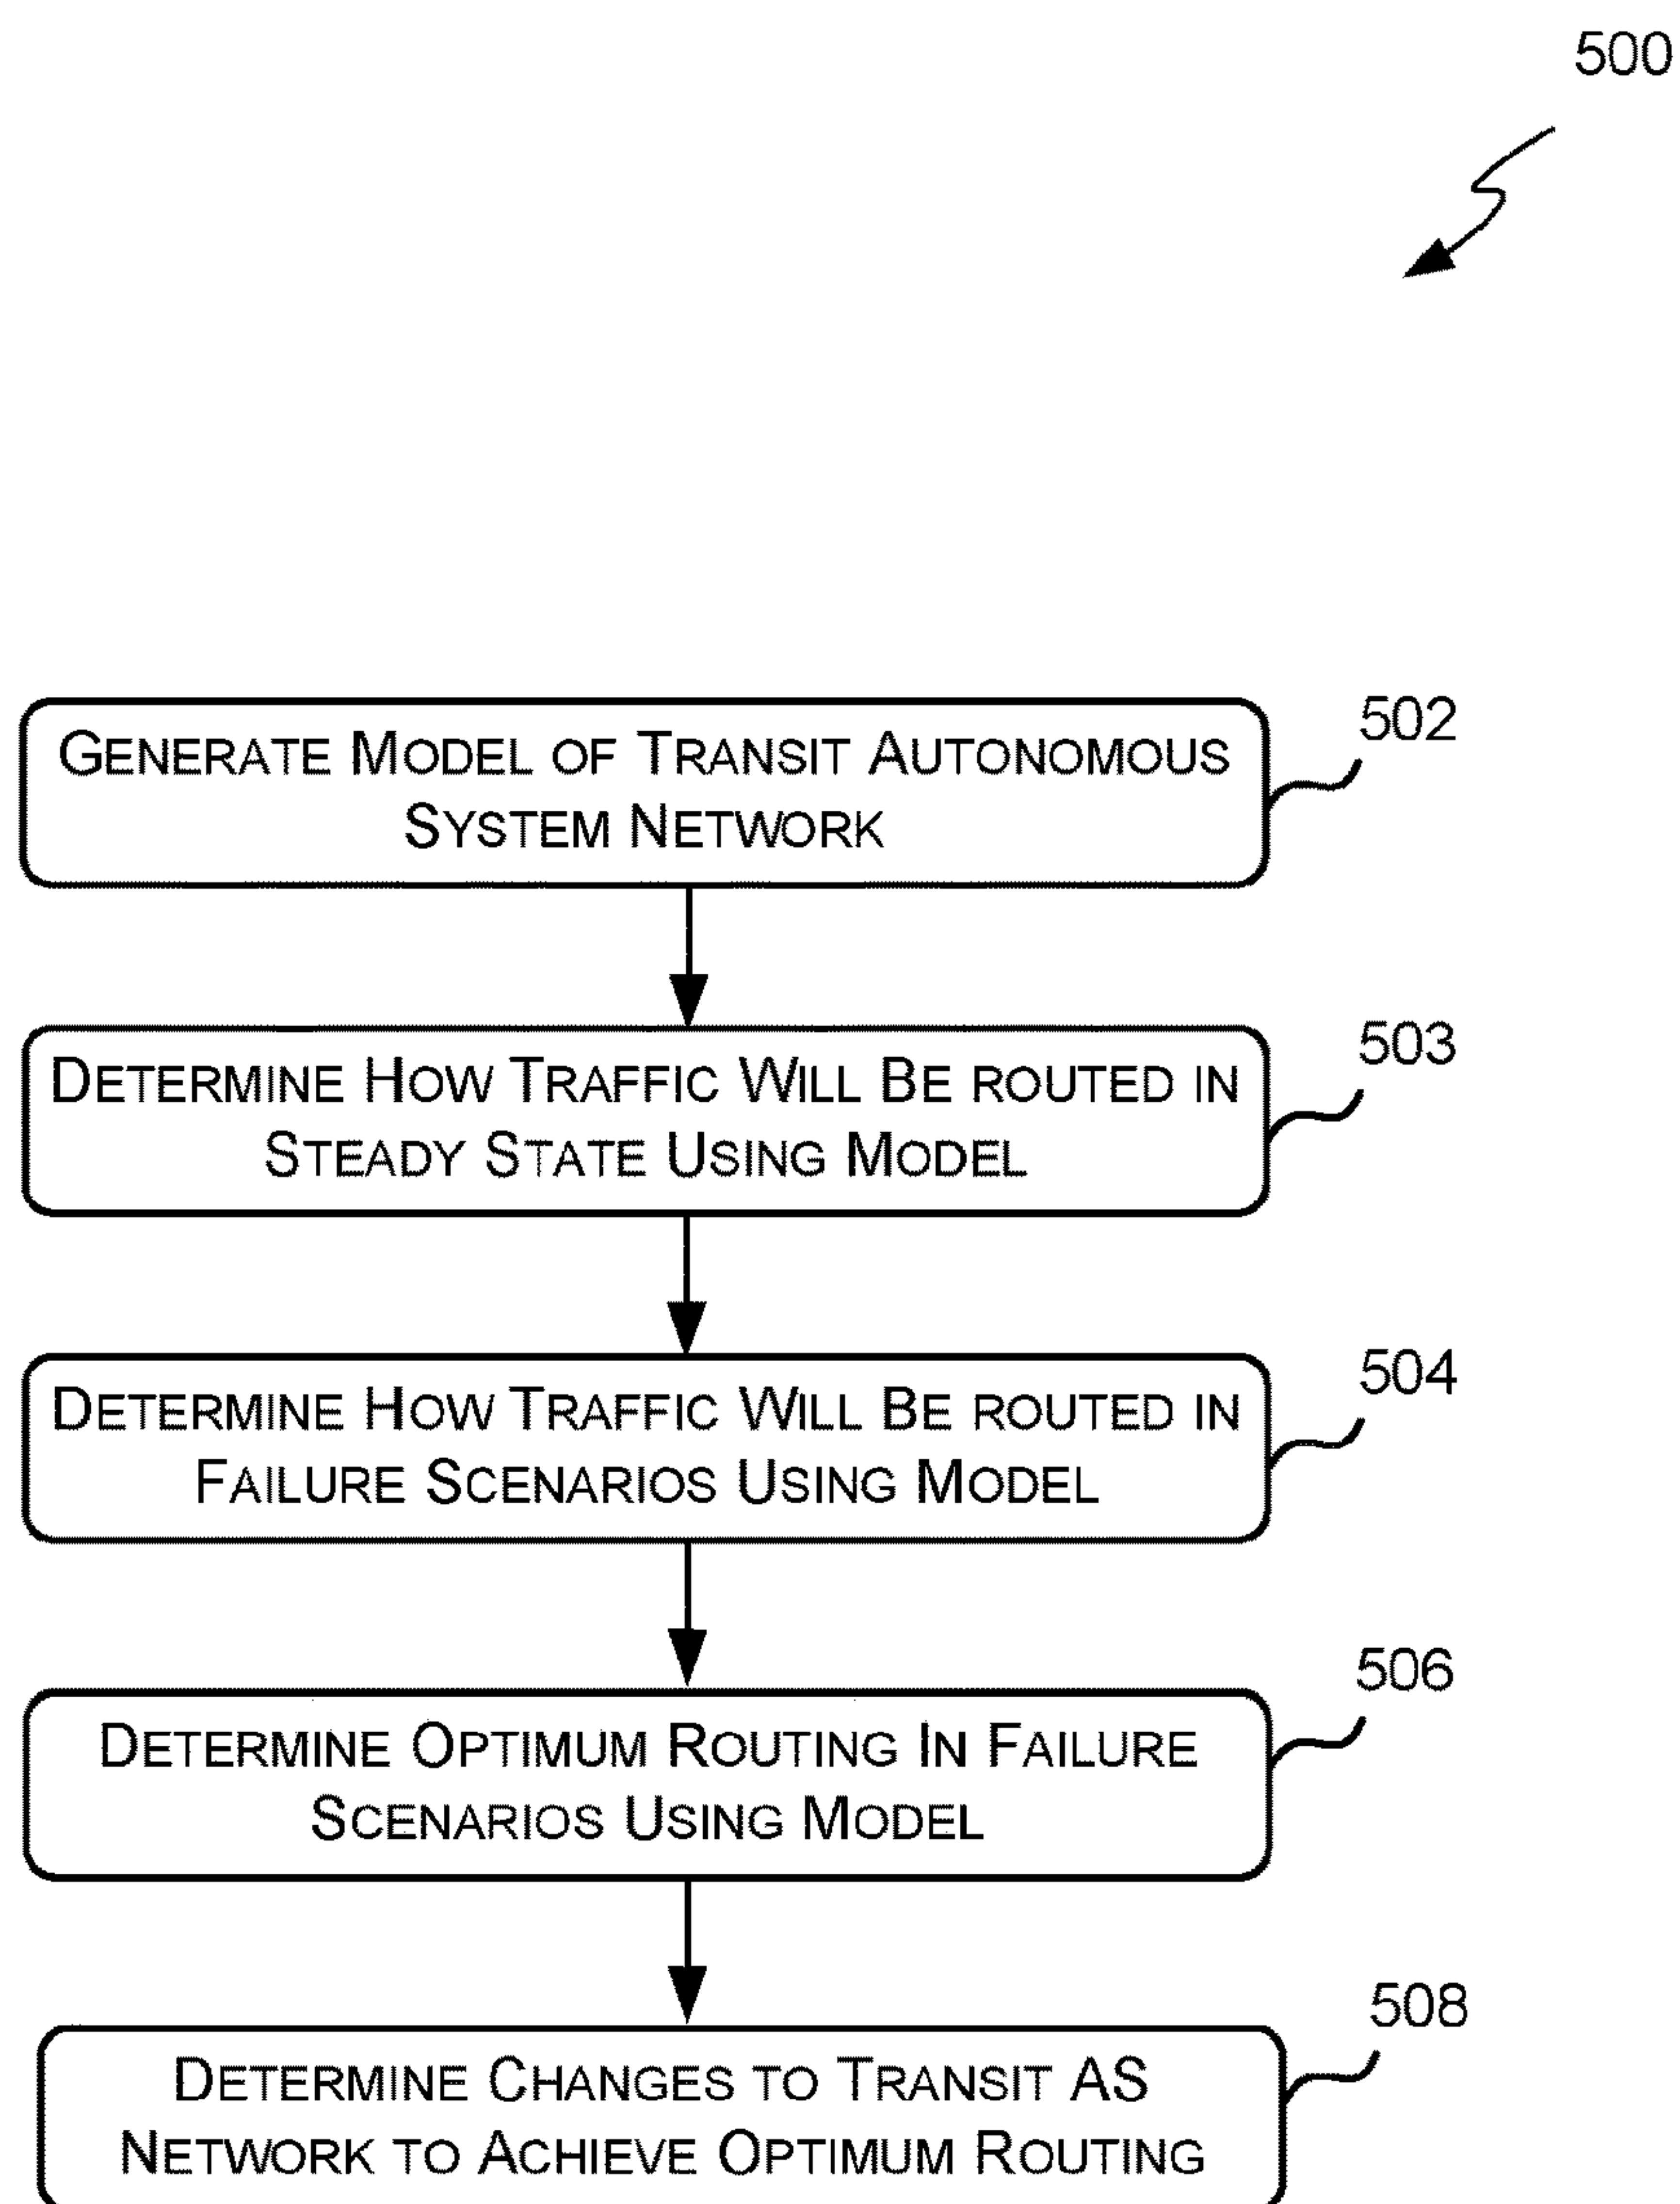 500
GENERATE MODEL OF TRANSIT AUTONOMOUS
SYSTEM NETWORK
502
DETERMINE HOW TRAFFIC WILL BE ROUTED IN
STEADY STATE USING MODEL
503
DETERMINE HOW TRAFFIC WILL BE ROUTED IN
FAILURE SCENARIOS USING MODEL
504
DETERMINE OPTIMUM ROUTING IN FAILURE
SCENARIOS USING MODEL
506
DETERMINE CHANGES TO TRANSIT AS
NETWORK TO ACHIEVE OPTIMUM ROUTING
508